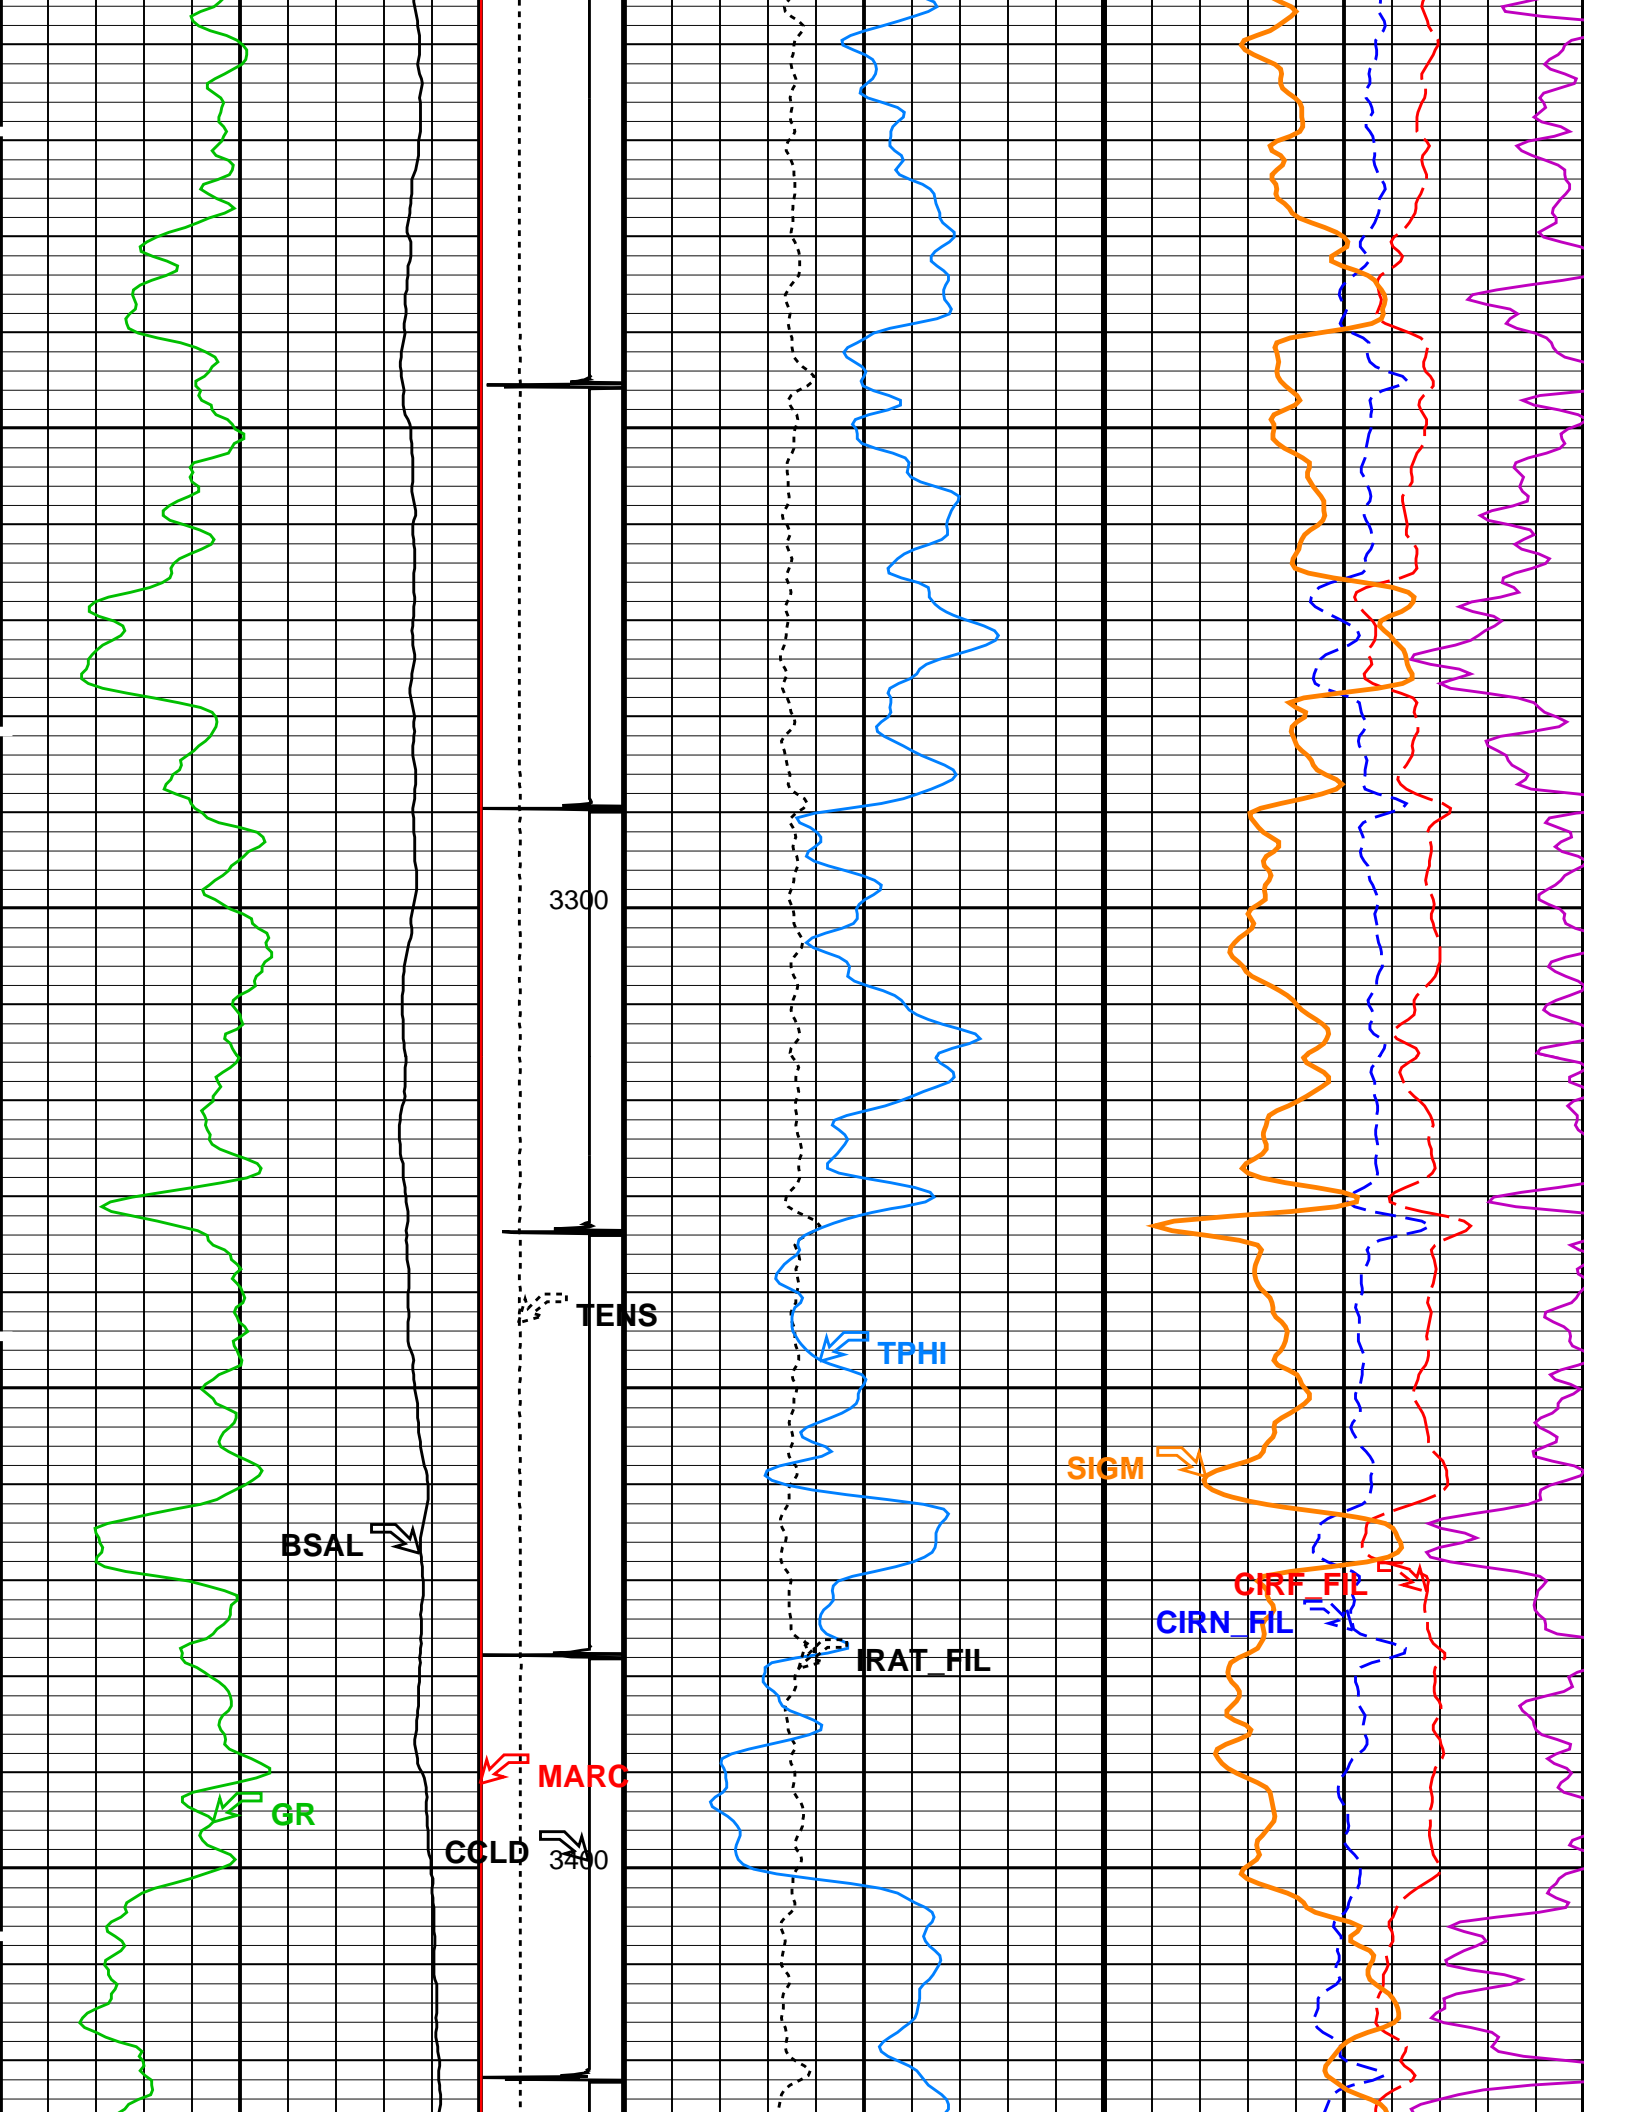 3300
TENS
TPHI
SIGM
BSAL
CIRF_FIL
CIRN_FIL
IRAT_FIL
MARC
GR
CCLD
3400